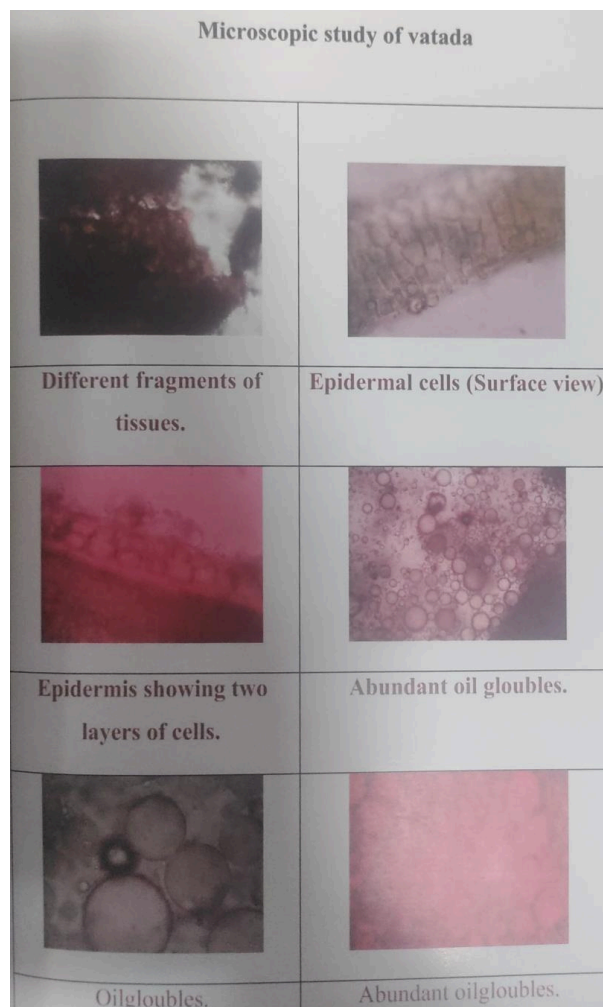 Microscopic study of vatada
Different fragments of
tissues.
Epidermal cells (Surface view)
Epidermis showing two
layers of cells.
Abundant oil gloubles.
Oilgloubles.
Abundant oilgloubles.